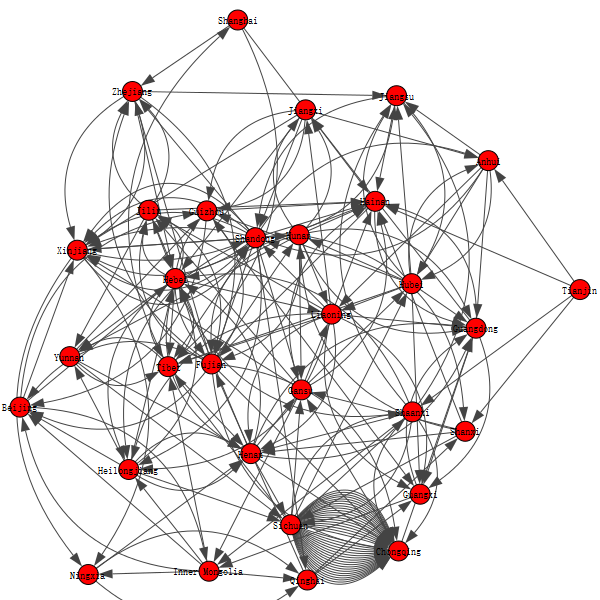 Shanghai
Zhejiang
Jiangsu
Jiangxi
Anhui
Hainan
Jilin
Guizhou
Shandong
Hunan
Xinjiang
Hebei
Hubei
Tianjin
Liaoning
Guangdong
Yunnan
Tibet
Fujian
Gansu
Beijing
Shaanxi
Shanxi
Henan
Heilongjiang
Guangxi
Sichuan
Chongqing
Ningxia
Inner Mongolia
Qinghai